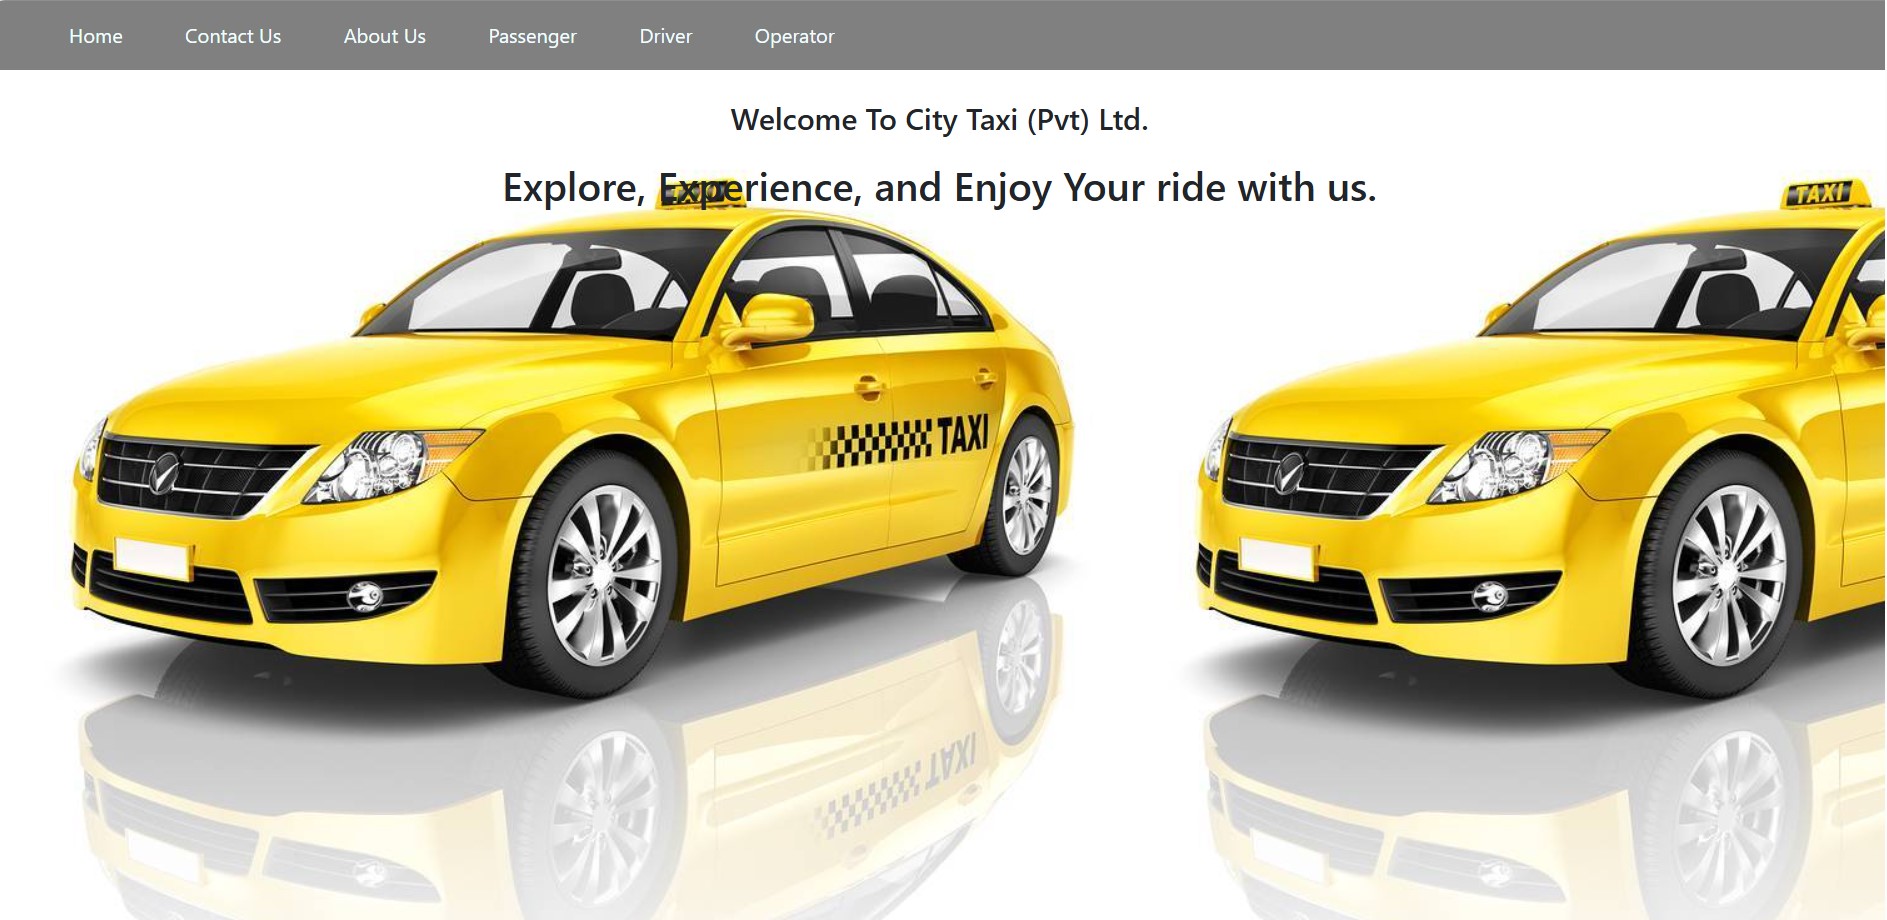 Home Contact Us About Us Passenger Driver Operator
Welcome To City Taxi (Pvt) Ltd.
Explore, Experience, and Enjoy Your ride with us.
TAXI
TAXI
TAXI